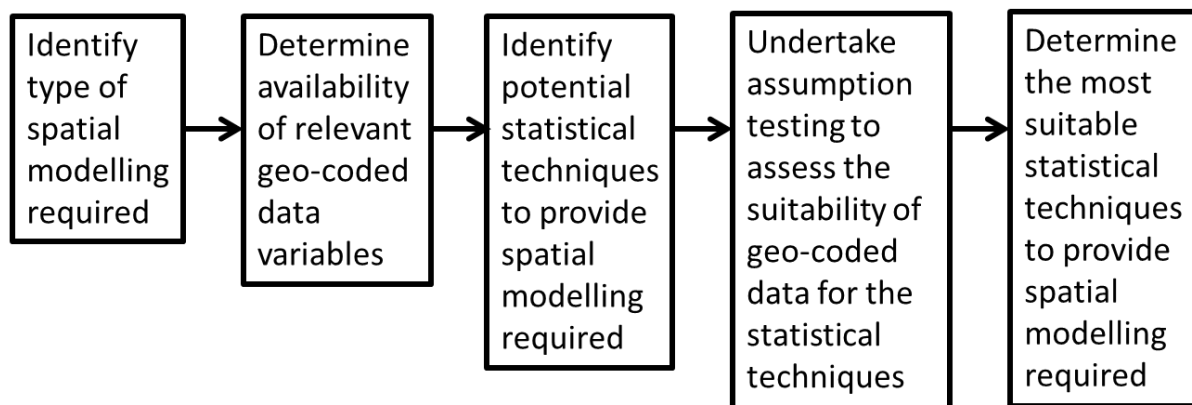 Identify
type of
spatial
modelling
required
Determine
availability
of relevant
geo-coded
data
variables
Identify
potential
statistical
techniques
to provide
spatial
modelling
required
Undertake
assumption
testing to
assess the
suitability of
geo-coded
data for the
statistical
techniques
Determine
the most
suitable
statistical
techniques
to provide
spatial
modelling
required